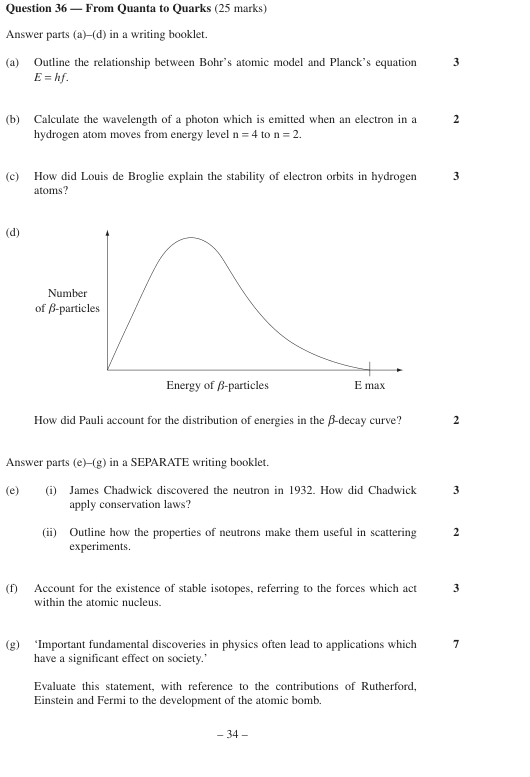 Question 36 — From Quanta to Quarks (25 marks)
Answer parts (a)–(d) in a writing booklet.
(a) Outline the relationship between Bohr’s atomic model and Planck’s equation 3
E = hf.
(b) Calculate the wavelength of a photon which is emitted when an electron in a 2
hydrogen atom moves from energy level n = 4 to n = 2.
(c) How did Louis de Broglie explain the stability of electron orbits in hydrogen 3
atoms?
(d)
Number
of β-particles
Energy of β-particles E max
How did Pauli account for the distribution of energies in the β-decay curve? 2
Answer parts (e)–(g) in a SEPARATE writing booklet.
(e) (i) James Chadwick discovered the neutron in 1932. How did Chadwick 3
apply conservation laws?
(ii) Outline how the properties of neutrons make them useful in scattering 2
experiments.
(f) Account for the existence of stable isotopes, referring to the forces which act 3
within the atomic nucleus.
(g) ‘Important fundamental discoveries in physics often lead to applications which 7
have a significant effect on society.’
Evaluate this statement, with reference to the contributions of Rutherford,
Einstein and Fermi to the development of the atomic bomb.
– 34 –